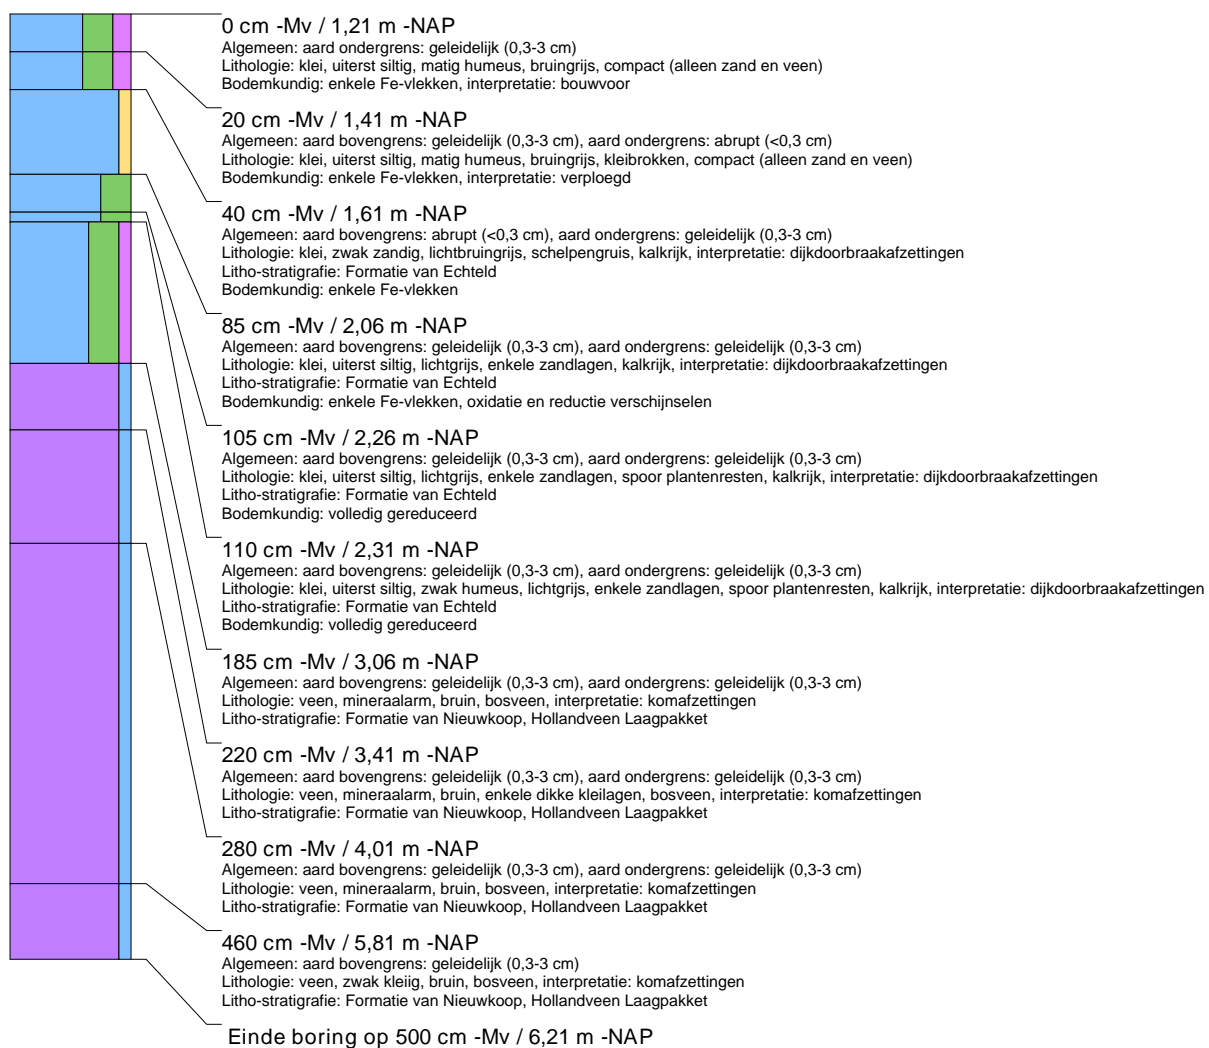 0 cm -Mv / 1,21 m -NAP
Algemeen: aard ondergrens: geleidelijk (0,3-3 cm)
Lithologie: klei, uiterst siltig, matig humeus, bruingrijs, compact (alleen zand en veen)
Bodemkundig: enkele Fe-vlekken, interpretatie: bouwvoor
20 cm -Mv / 1,41 m -NAP
Algemeen: aard bovengrens: geleidelijk (0,3-3 cm), aard ondergrens: abrupt (<0,3 cm)
Lithologie: klei, uiterst siltig, matig humeus, bruingrijs, kleibrokken, compact (alleen zand en veen)
Bodemkundig: enkele Fe-vlekken, interpretatie: verploegd
40 cm -Mv / 1,61 m -NAP
Algemeen: aard bovengrens: abrupt (<0,3 cm), aard ondergrens: geleidelijk (0,3-3 cm)
Lithologie: klei, zwak zandig, lichtbruingrijs, schelpengruis, kalkrijk, interpretatie: dijkdoorbraakafzettingen
Litho-stratigrafie: Formatie van Echteld
Bodemkundig: enkele Fe-vlekken
85 cm -Mv / 2,06 m -NAP
Algemeen: aard bovengrens: geleidelijk (0,3-3 cm), aard ondergrens: geleidelijk (0,3-3 cm)
Lithologie: klei, uiterst siltig, lichtgrijs, enkele zandlagen, kalkrijk, interpretatie: dijkdoorbraakafzettingen
Litho-stratigrafie: Formatie van Echteld
Bodemkundig: enkele Fe-vlekken, oxidatie en reductie verschijnselen
105 cm -Mv / 2,26 m -NAP
Algemeen: aard bovengrens: geleidelijk (0,3-3 cm), aard ondergrens: geleidelijk (0,3-3 cm)
Lithologie: klei, uiterst siltig, lichtgrijs, enkele zandlagen, spoor plantenresten, kalkrijk, interpretatie: dijkdoorbraakafzettingen
Litho-stratigrafie: Formatie van Echteld
Bodemkundig: volledig gereduceerd
110 cm -Mv / 2,31 m -NAP
Algemeen: aard bovengrens: geleidelijk (0,3-3 cm), aard ondergrens: geleidelijk (0,3-3 cm)
Lithologie: klei, uiterst siltig, zwak humeus, lichtgrijs, enkele zandlagen, spoor plantenresten, kalkrijk, interpretatie: dijkdoorbraakafzettingen
Litho-stratigrafie: Formatie van Echteld
Bodemkundig: volledig gereduceerd
185 cm -Mv / 3,06 m -NAP
Algemeen: aard bovengrens: geleidelijk (0,3-3 cm), aard ondergrens: geleidelijk (0,3-3 cm)
Lithologie: veen, mineraalarm, bruin, bosveen, interpretatie: komafzettingen
Litho-stratigrafie: Formatie van Nieuwkoop, Hollandveen Laagpakket
220 cm -Mv / 3,41 m -NAP
Algemeen: aard bovengrens: geleidelijk (0,3-3 cm), aard ondergrens: geleidelijk (0,3-3 cm)
Lithologie: veen, mineraalarm, bruin, enkele dikke kleilagen, bosveen, interpretatie: komafzettingen
Litho-stratigrafie: Formatie van Nieuwkoop, Hollandveen Laagpakket
280 cm -Mv / 4,01 m -NAP
Algemeen: aard bovengrens: geleidelijk (0,3-3 cm), aard ondergrens: geleidelijk (0,3-3 cm)
Lithologie: veen, mineraalarm, bruin, bosveen, interpretatie: komafzettingen
Litho-stratigrafie: Formatie van Nieuwkoop, Hollandveen Laagpakket
460 cm -Mv / 5,81 m -NAP
Algemeen: aard bovengrens: geleidelijk (0,3-3 cm)
Lithologie: veen, zwak kleiig, bruin, bosveen, interpretatie: komafzettingen
Litho-stratigrafie: Formatie van Nieuwkoop, Hollandveen Laagpakket
Einde boring op 500 cm -Mv / 6,21 m -NAP